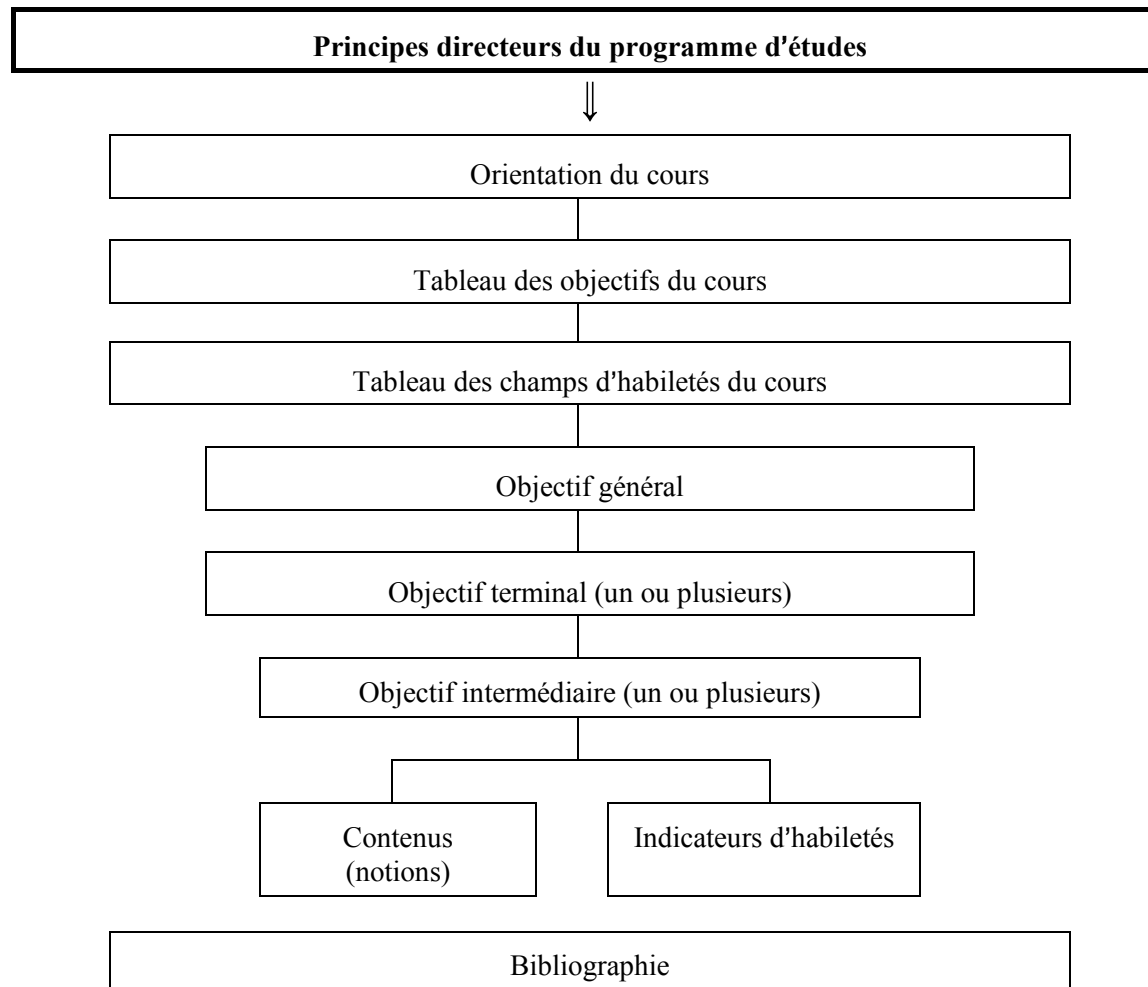 Principes directeurs du programme d'études
⇓
Orientation du cours
Tableau des objectifs du cours
Tableau des champs d'habiletés du cours
Objectif général
Objectif terminal (un ou plusieurs)
Objectif intermédiaire (un ou plusieurs)
Contenus
(notions)
Indicateurs d'habiletés
Bibliographie